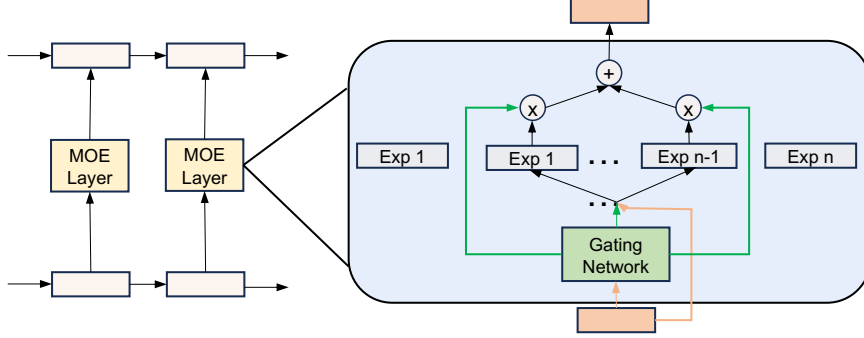 MOE
Layer
MOE
Layer
+
x
x
Exp 1
Exp 1
...
Exp n-1
Exp n
...
Gating
Network